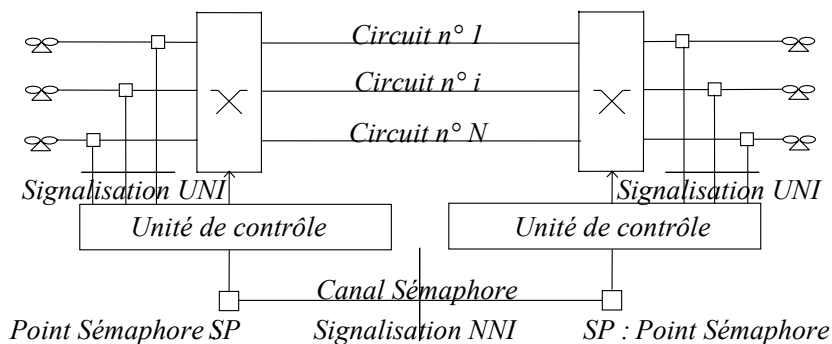 Circuit n° 1
Circuit n° i
Circuit n° N
Signalisation UNI
Signalisation UNI
Unité de contrôle
Unité de contrôle
Canal Sémaphore
Point Sémaphore SP
Signalisation NNI
SP : Point Sémaphore